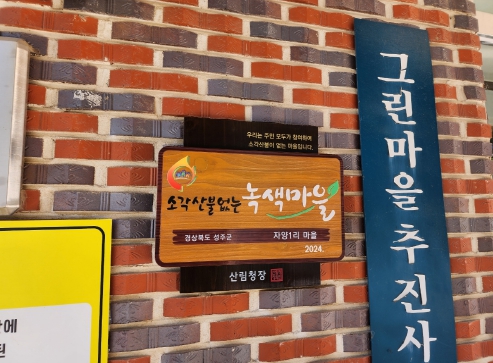 우리는 주민 모두가 참여하여
소각산불이 없는 마을입니다.
소각산불없는 녹색마을
경상북도 성주군 자양1리 마을
2024.
산림청장
그린마을추진사
에